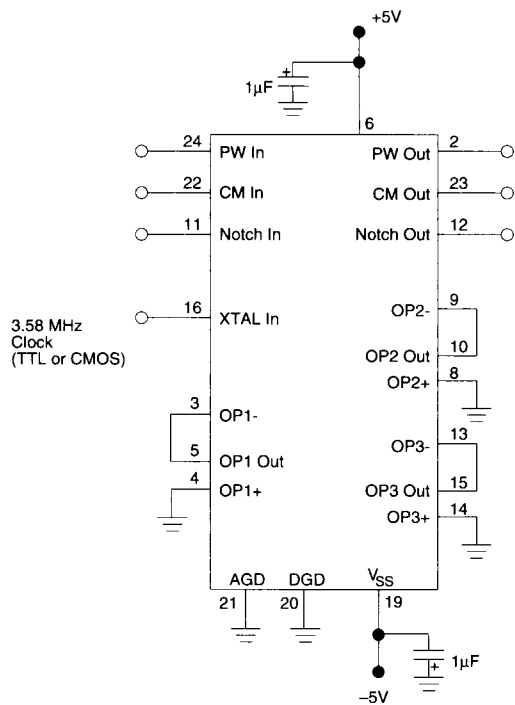 +5V
+
1µF
6
24 PW In PW Out 2
22 CM In CM Out 23
11 Notch In Notch Out 12
OP2- 9
16 XTAL In
3.58 MHz
Clock
(TTL or CMOS)
OP2 Out 10
OP2+ 8
3 OP1-
OP3- 13
5 OP1 Out
4 OP1+
OP3 Out 15
OP3+ 14
AGD DGD VSS
21 20 19
1µF
+
–5V